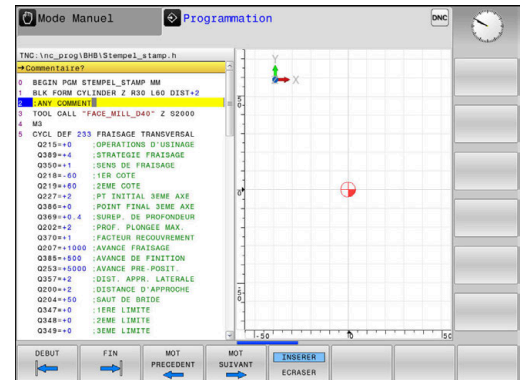 Mode Manuel
Programmation
DNC
TNC:\nc_prog\BHB\Stempel_stamp.h
→Commentaire?
0 BEGIN PGM STEMPEL_STAMP MM
1 BLK FORM CYLINDER Z R30 L60 DIST+2
2 ;ANY COMMENT
3 TOOL CALL "FACE_MILL_D40" Z S2000
4 M3
5 CYCL DEF 233 FRAISAGE TRANSVERSAL
Q215=+0 ;OPERATIONS D'USINAGE
Q389=+4 ;STRATEGIE FRAISAGE
Q350=+1 ;SENS DE FRAISAGE
Q218=-60 ;1ER COTE
Q219=+60 ;2EME COTE
Q227=+2 ;PT INITIAL 3EME AXE
Q386=+0 ;POINT FINAL 3EME AXE
Q369=+0.4 ;SUREP. DE PROFONDEUR
Q202=+2 ;PROF. PLONGEE MAX.
Q370=+1 ;FACTEUR RECOUVREMENT
Q207=+1000 ;AVANCE FRAISAGE
Q385=+500 ;AVANCE DE FINITION
Q253=+5000 ;AVANCE PRE-POSIT.
Q357=+2 ;DIST. APPR. LATERALE
Q200=+2 ;DISTANCE D'APPROCHE
Q204=+50 ;SAUT DE BRIDE
Q347=+0 ;1ERE LIMITE
Q348=+0 ;2EME LIMITE
Q349=+0 ;3EME LIMITE
Y
X
0
-50
0
50
DEBUT
FIN
MOT PRECEDENT
MOT SUIVANT
INSERER
ECRASER